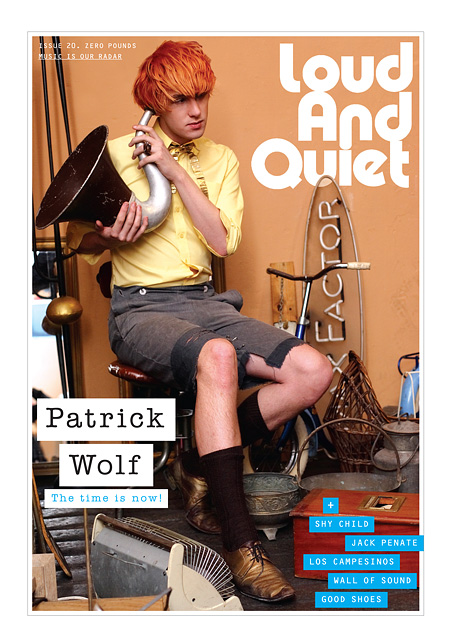 ISSUE 20. ZERO POUNDS
MUSIC IS OUR RADAR
Loud
And
Quiet
X FACTOR
Patrick
Wolf
The time is now!
+
SHY CHILD
JACK PENATE
LOS CAMPESINOS
WALL OF SOUND
GOOD SHOES